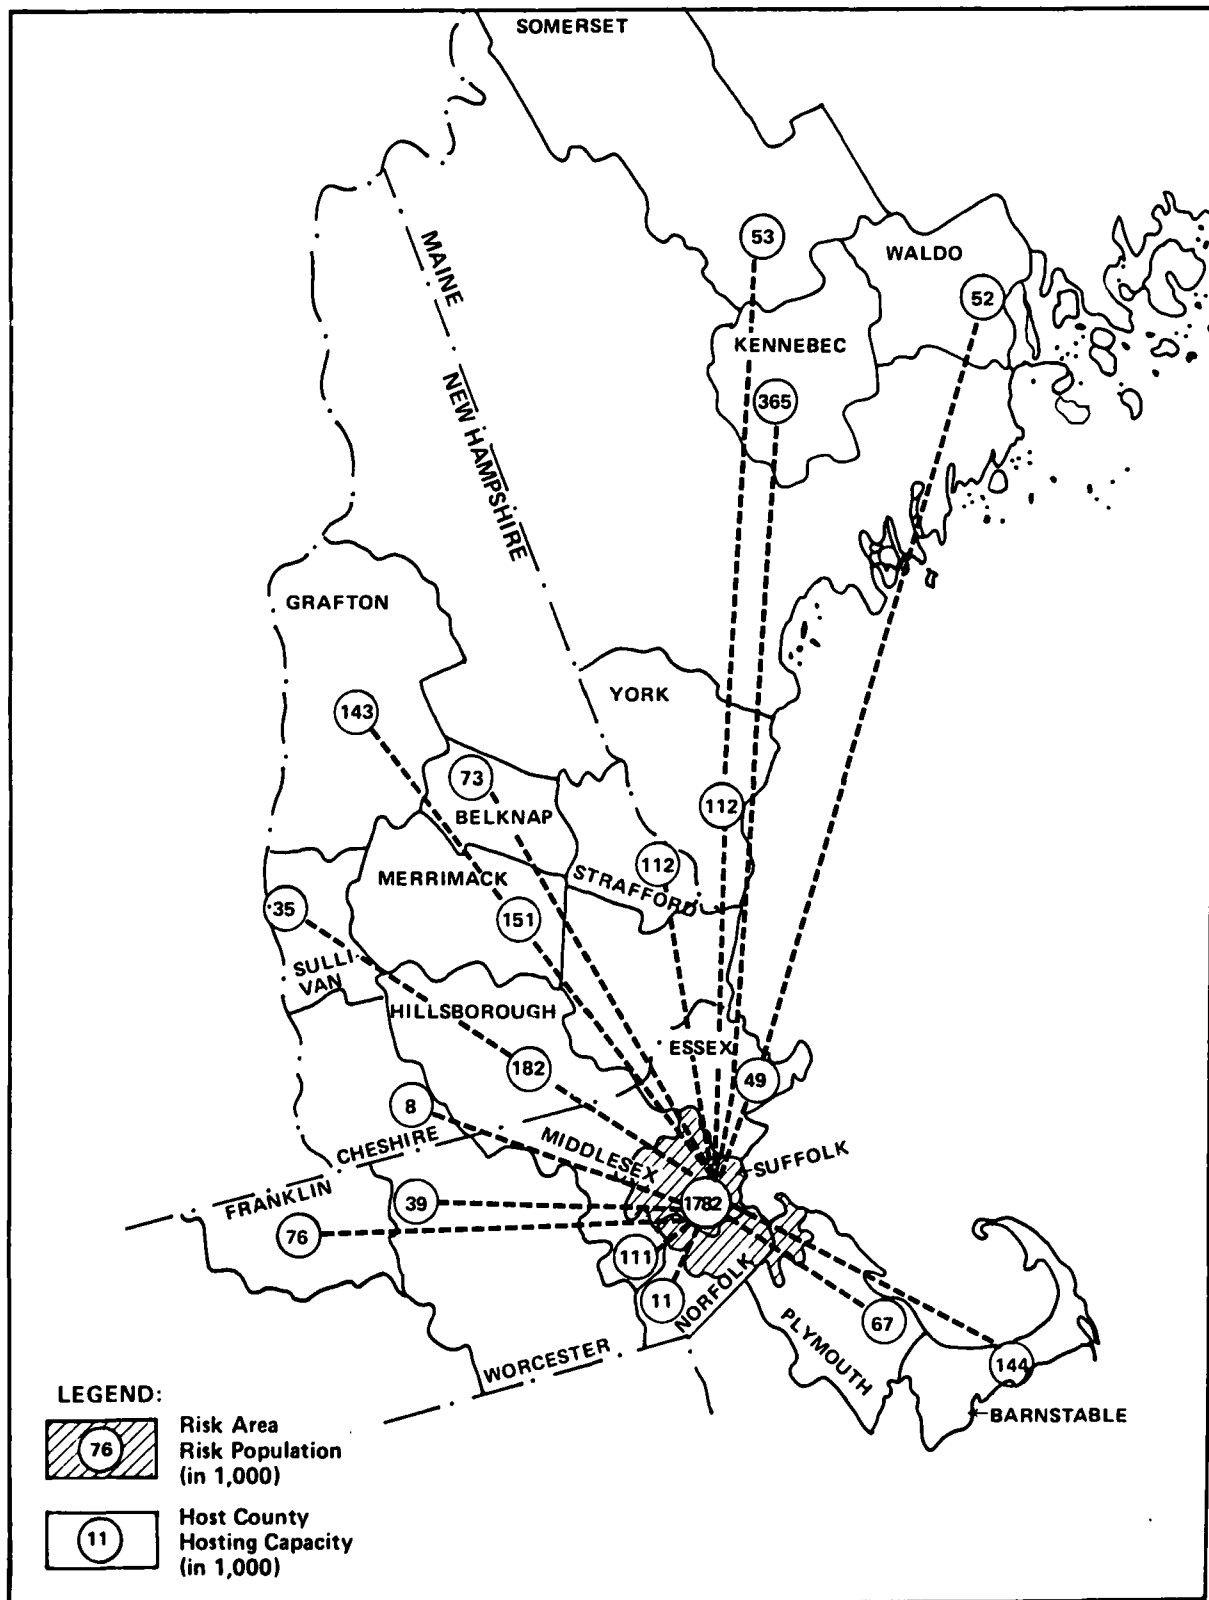 SOMERSET
53
WALDO
52
KENNEBEC
365
MAINE
NEW HAMPSHIRE
GRAFTON
143
YORK
73
BELKNAP
112
112
STRAFFORD
MERRIMACK
151
35
SULLI-
VAN
HILLSBOROUGH
182
ESSEX
49
8
CHESHIRE
MIDDLESEX
SUFFOLK
FRANKLIN
39
1782
76
111
11
NORFOLK
67
PLYMOUTH
144
WORCESTER
BARNSTABLE
LEGEND:
76
Risk Area
Risk Population
(in 1,000)
11
Host County
Hosting Capacity
(in 1,000)